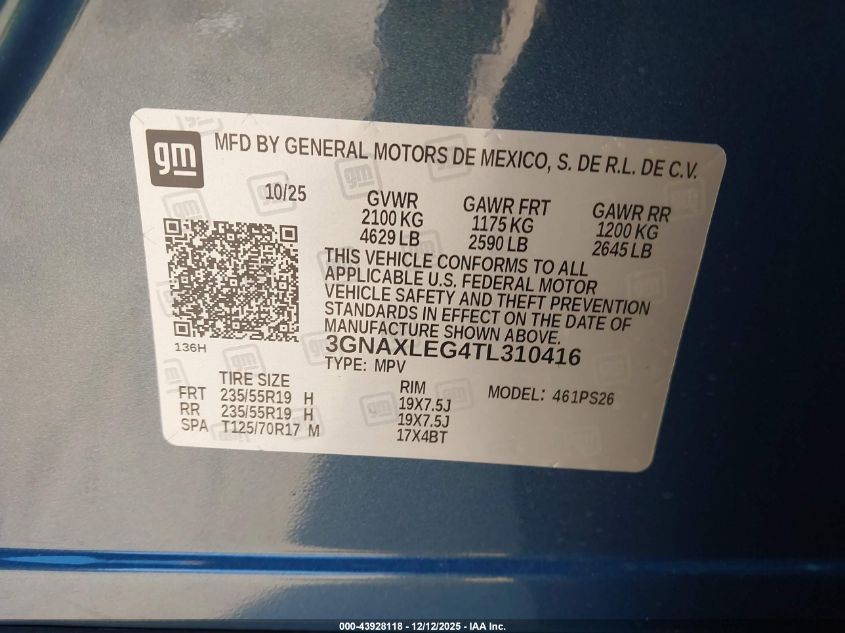 gm
MFD BY GENERAL MOTORS DE MEXICO, S. DE R.L. DE C.V.
10/25 GVWR GAWR FRT GAWR RR
2100 KG 1175 KG 1200 KG
4629 LB 2590 LB 2645 LB
THIS VEHICLE CONFORMS TO ALL
APPLICABLE U.S. FEDERAL MOTOR
VEHICLE SAFETY AND THEFT PREVENTION
STANDARDS IN EFFECT ON THE DATE OF
MANUFACTURE SHOWN ABOVE.
136H
3GNAXLEG4TL310416
TYPE: MPV
TIRE SIZE RIM MODEL: 461PS26
FRT 235/55R19 H 19X7.5J
RR 235/55R19 H 19X7.5J
SPA T125/70R17 M 17X4BT
000-43928118 - 12/12/2025 - IAA Inc.